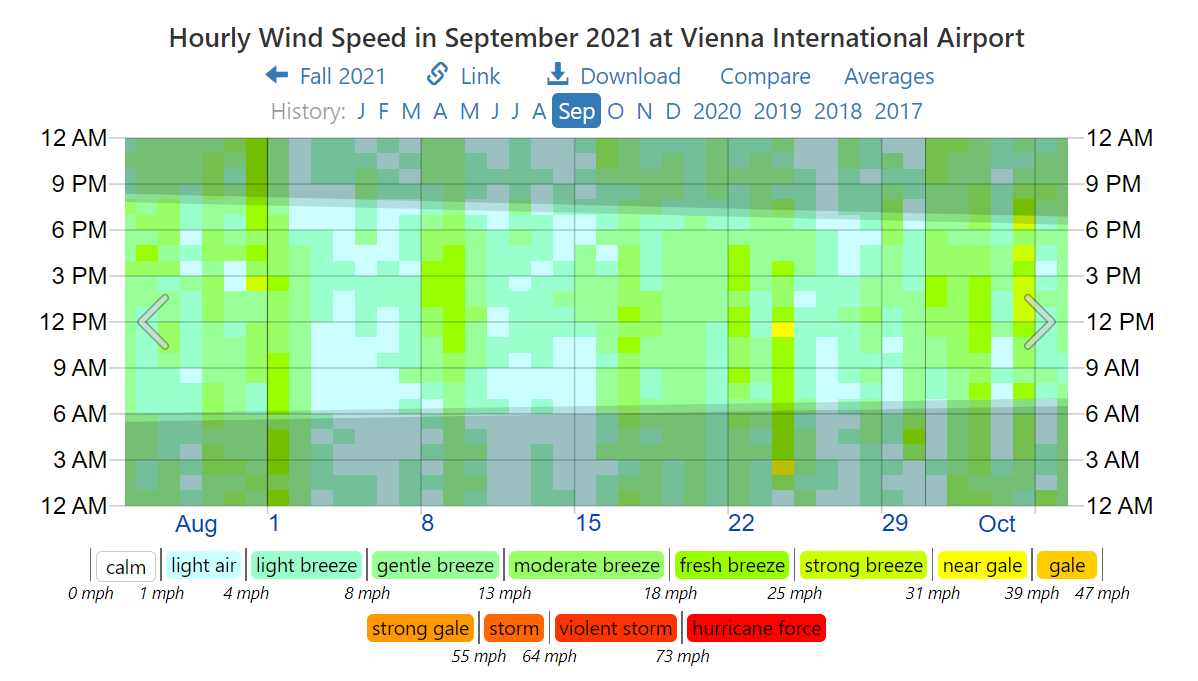 Hourly Wind Speed in September 2021 at Vienna International Airport
Fall 2021 Link Download Compare Averages
History: J F M A M J J A Sep O N D 2020 2019 2018 2017
12 AM 12 AM
9 PM 9 PM
6 PM 6 PM
3 PM 3 PM
12 PM 12 PM
9 AM 9 AM
6 AM 6 AM
3 AM 3 AM
12 AM 12 AM
Aug 1 8 15 22 29 Oct
calm light air light breeze gentle breeze moderate breeze fresh breeze strong breeze near gale gale
0 mph 1 mph 4 mph 8 mph 13 mph 18 mph 25 mph 31 mph 39 mph 47 mph
strong gale storm violent storm hurricane force
55 mph 64 mph 73 mph